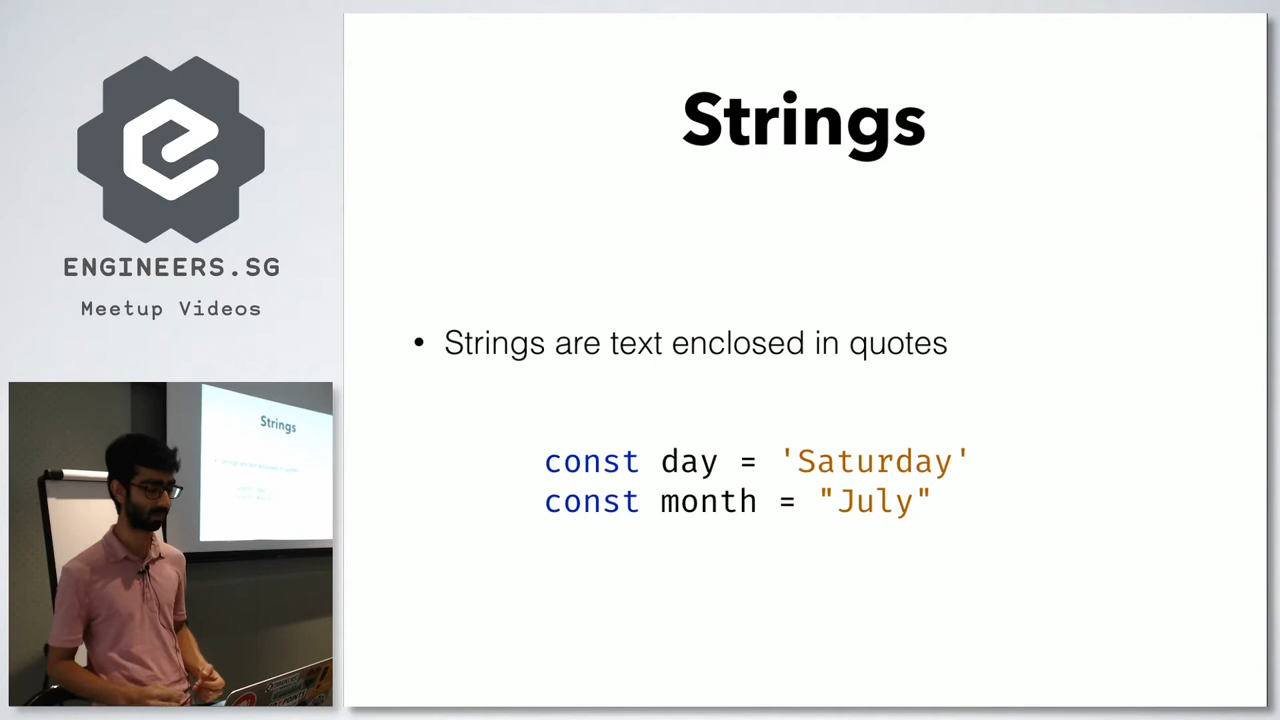 ENGINEERS.SG
Meetup Videos
Strings
• Strings are text enclosed in quotes
const day = 'Saturday'
const month = "July"
Strings